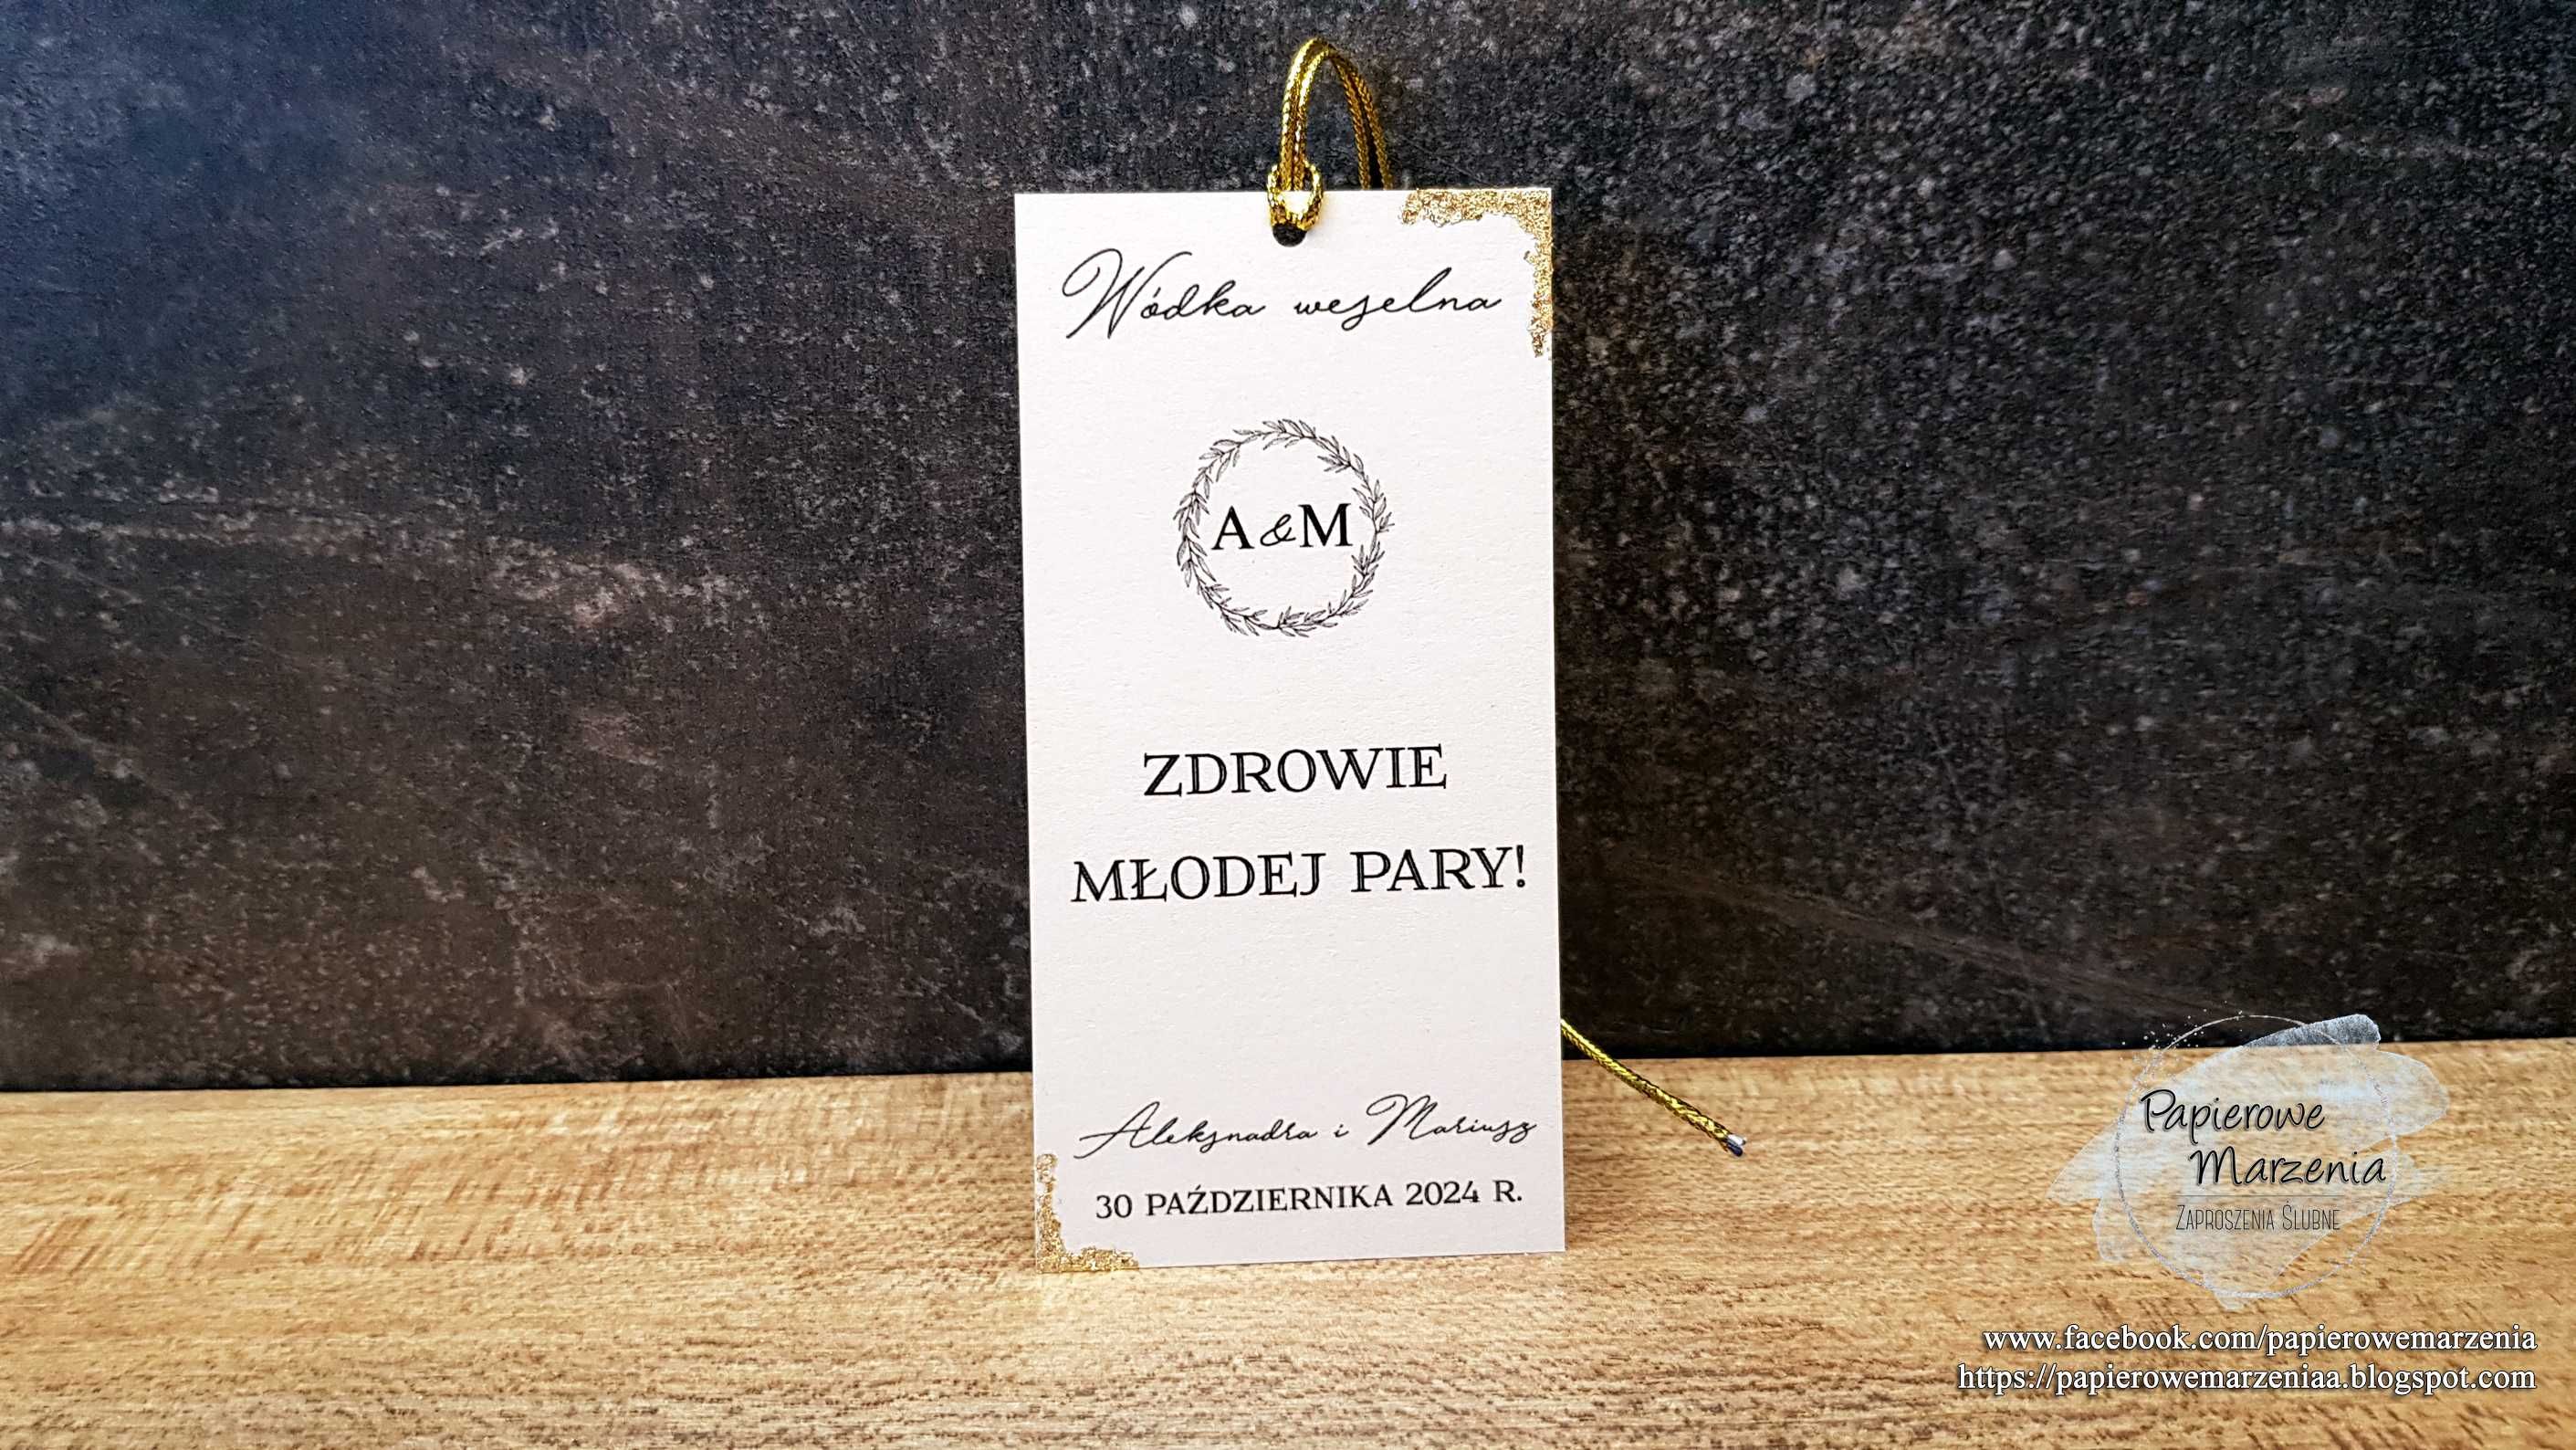 Wódka weselna
A & M
ZDROWIE
MŁODEJ PARY!
Aleksnadra i Mariusz
30 PAŹDZIERNIKA 2024 R.
Papierowe
Marzenia
ZAPROSZENIA ŚLUBNE
www.facebook.com/papierowemarzenia
https://papierowemarzeniaa.blogspot.com